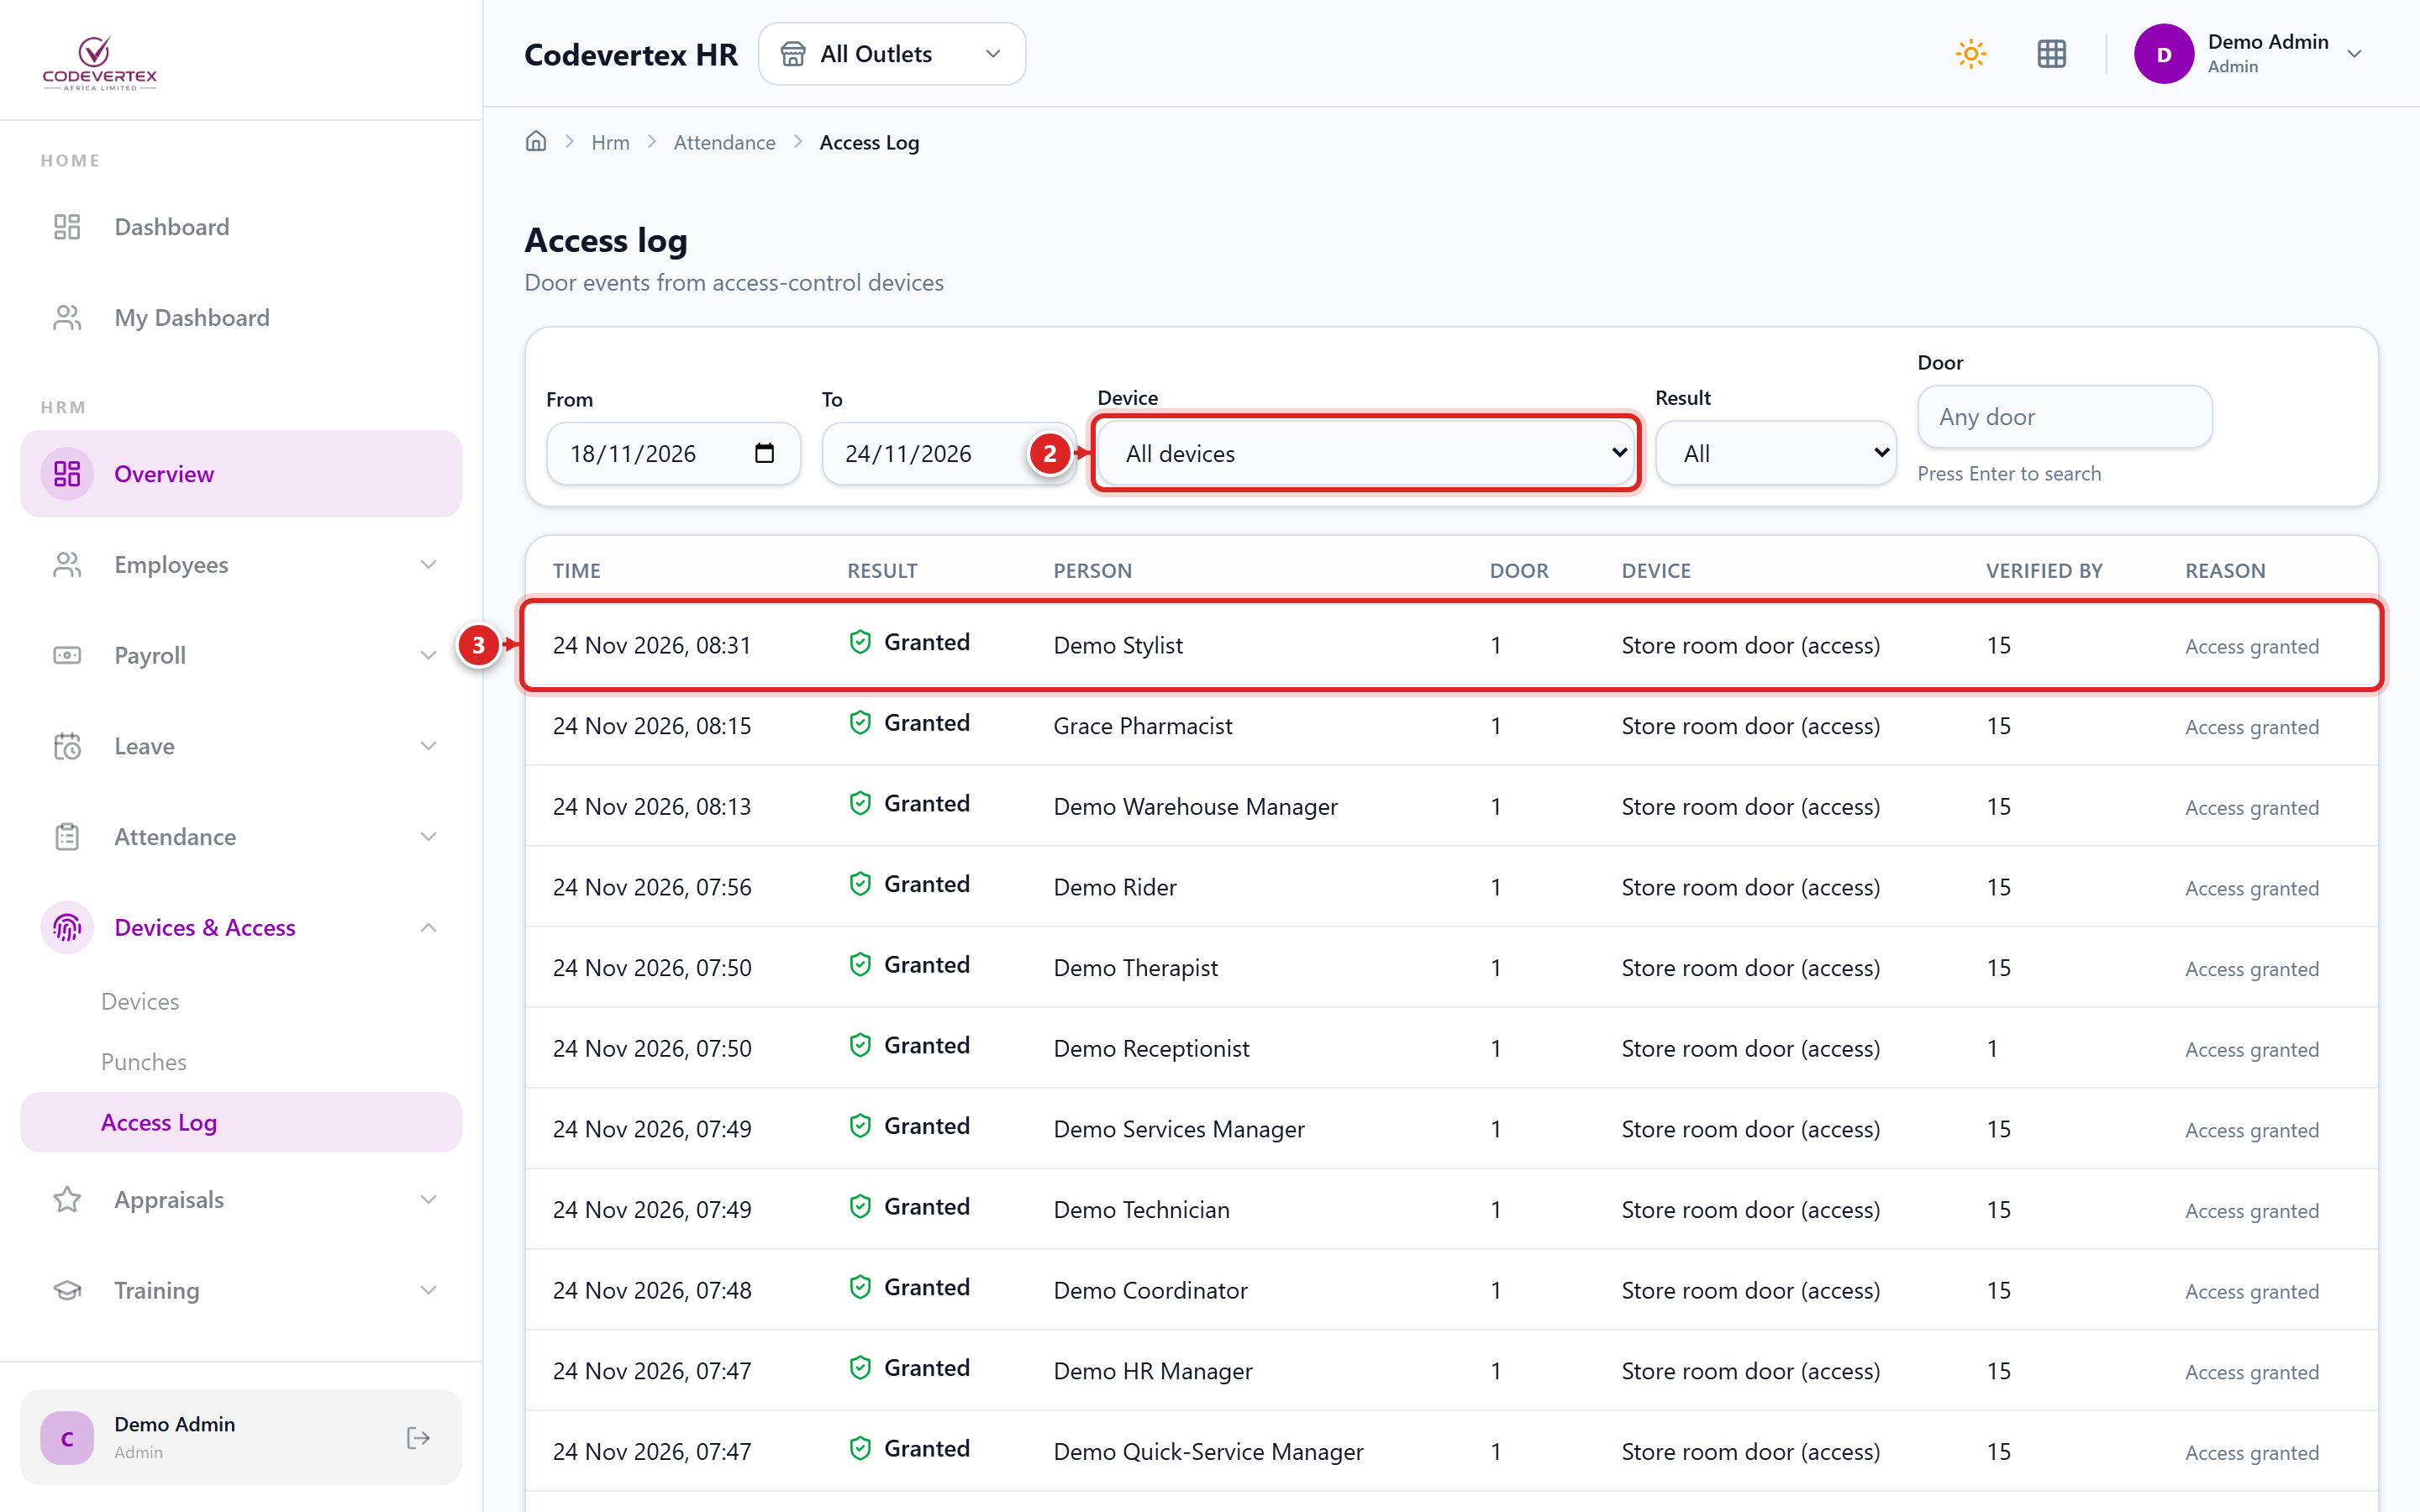 CODEVERTEX
AFRICA LIMITED
HOME
Dashboard
My Dashboard
HRM
Overview
Employees
Payroll
Leave
Attendance
Devices & Access
Devices
Punches
Access Log
Appraisals
Training
C
Demo Admin
Admin
Codevertex HR
All Outlets
D
Demo Admin
Admin
Hrm
Attendance
Access Log
Access log
Door events from access-control devices
From
18/11/2026
To
24/11/2026
2
Device
All devices
Result
All
Door
Any door
Press Enter to search
TIME RESULT PERSON DOOR DEVICE VERIFIED BY REASON
3
24 Nov 2026, 08:31 Granted Demo Stylist 1 Store room door (access) 15 Access granted
24 Nov 2026, 08:15 Granted Grace Pharmacist 1 Store room door (access) 15 Access granted
24 Nov 2026, 08:13 Granted Demo Warehouse Manager 1 Store room door (access) 15 Access granted
24 Nov 2026, 07:56 Granted Demo Rider 1 Store room door (access) 15 Access granted
24 Nov 2026, 07:50 Granted Demo Therapist 1 Store room door (access) 15 Access granted
24 Nov 2026, 07:50 Granted Demo Receptionist 1 Store room door (access) 1 Access granted
24 Nov 2026, 07:49 Granted Demo Services Manager 1 Store room door (access) 15 Access granted
24 Nov 2026, 07:49 Granted Demo Technician 1 Store room door (access) 15 Access granted
24 Nov 2026, 07:48 Granted Demo Coordinator 1 Store room door (access) 15 Access granted
24 Nov 2026, 07:47 Granted Demo HR Manager 1 Store room door (access) 15 Access granted
24 Nov 2026, 07:47 Granted Demo Quick-Service Manager 1 Store room door (access) 15 Access granted